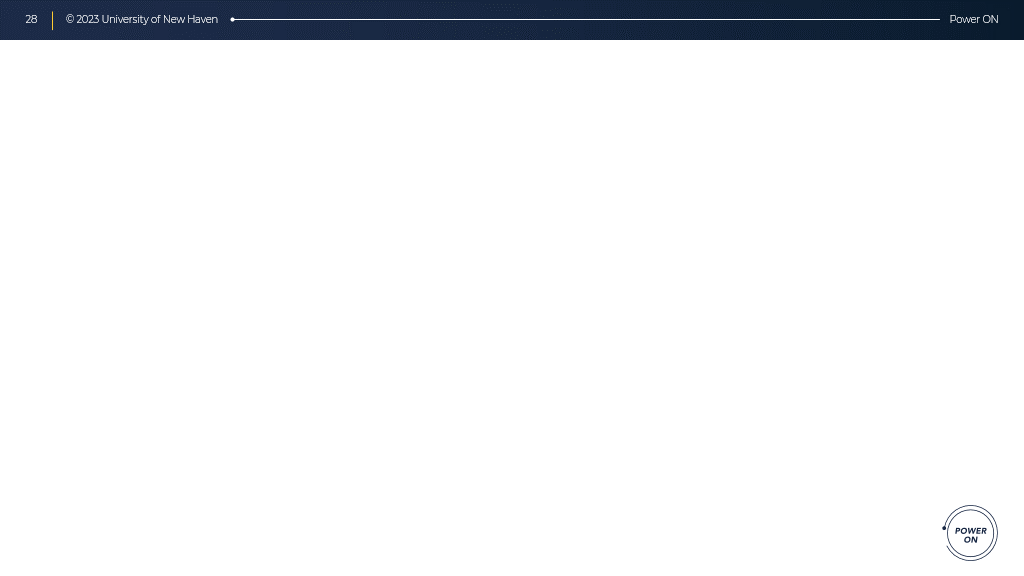 28
© 2023 University of New Haven
Power ON
POWER
ON